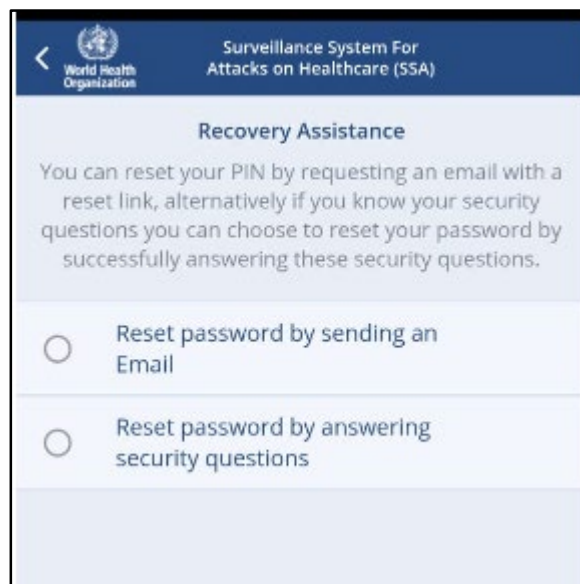 Surveillance System For
Attacks on Healthcare (SSA)
World Health
Organization
Recovery Assistance
You can reset your PIN by requesting an email with a
reset link, alternatively if you know your security
questions you can choose to reset your password by
successfully answering these security questions.
Reset password by sending an
Email
Reset password by answering
security questions